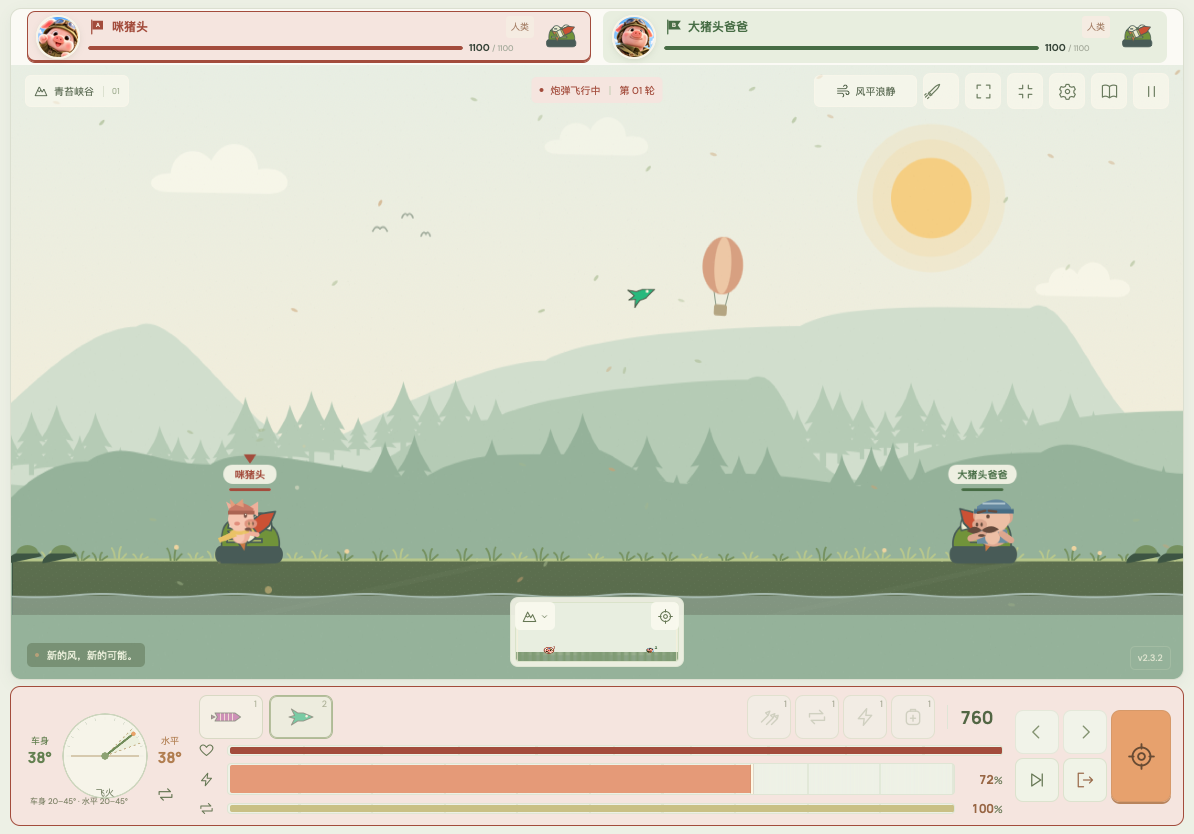 咪猪头
人类
1100 / 1100
大猪头爸爸
人类
1100 / 1100
青苔峡谷 01
炮弹飞行中 第 01 轮
风平浪静
咪猪头
大猪头爸爸
新的风，新的可能。
v2.3.2
1
2
1
1
1
1
760
车身
38°
水平
38°
飞火
车身 20–45° · 水平 20–45°
72%
100%